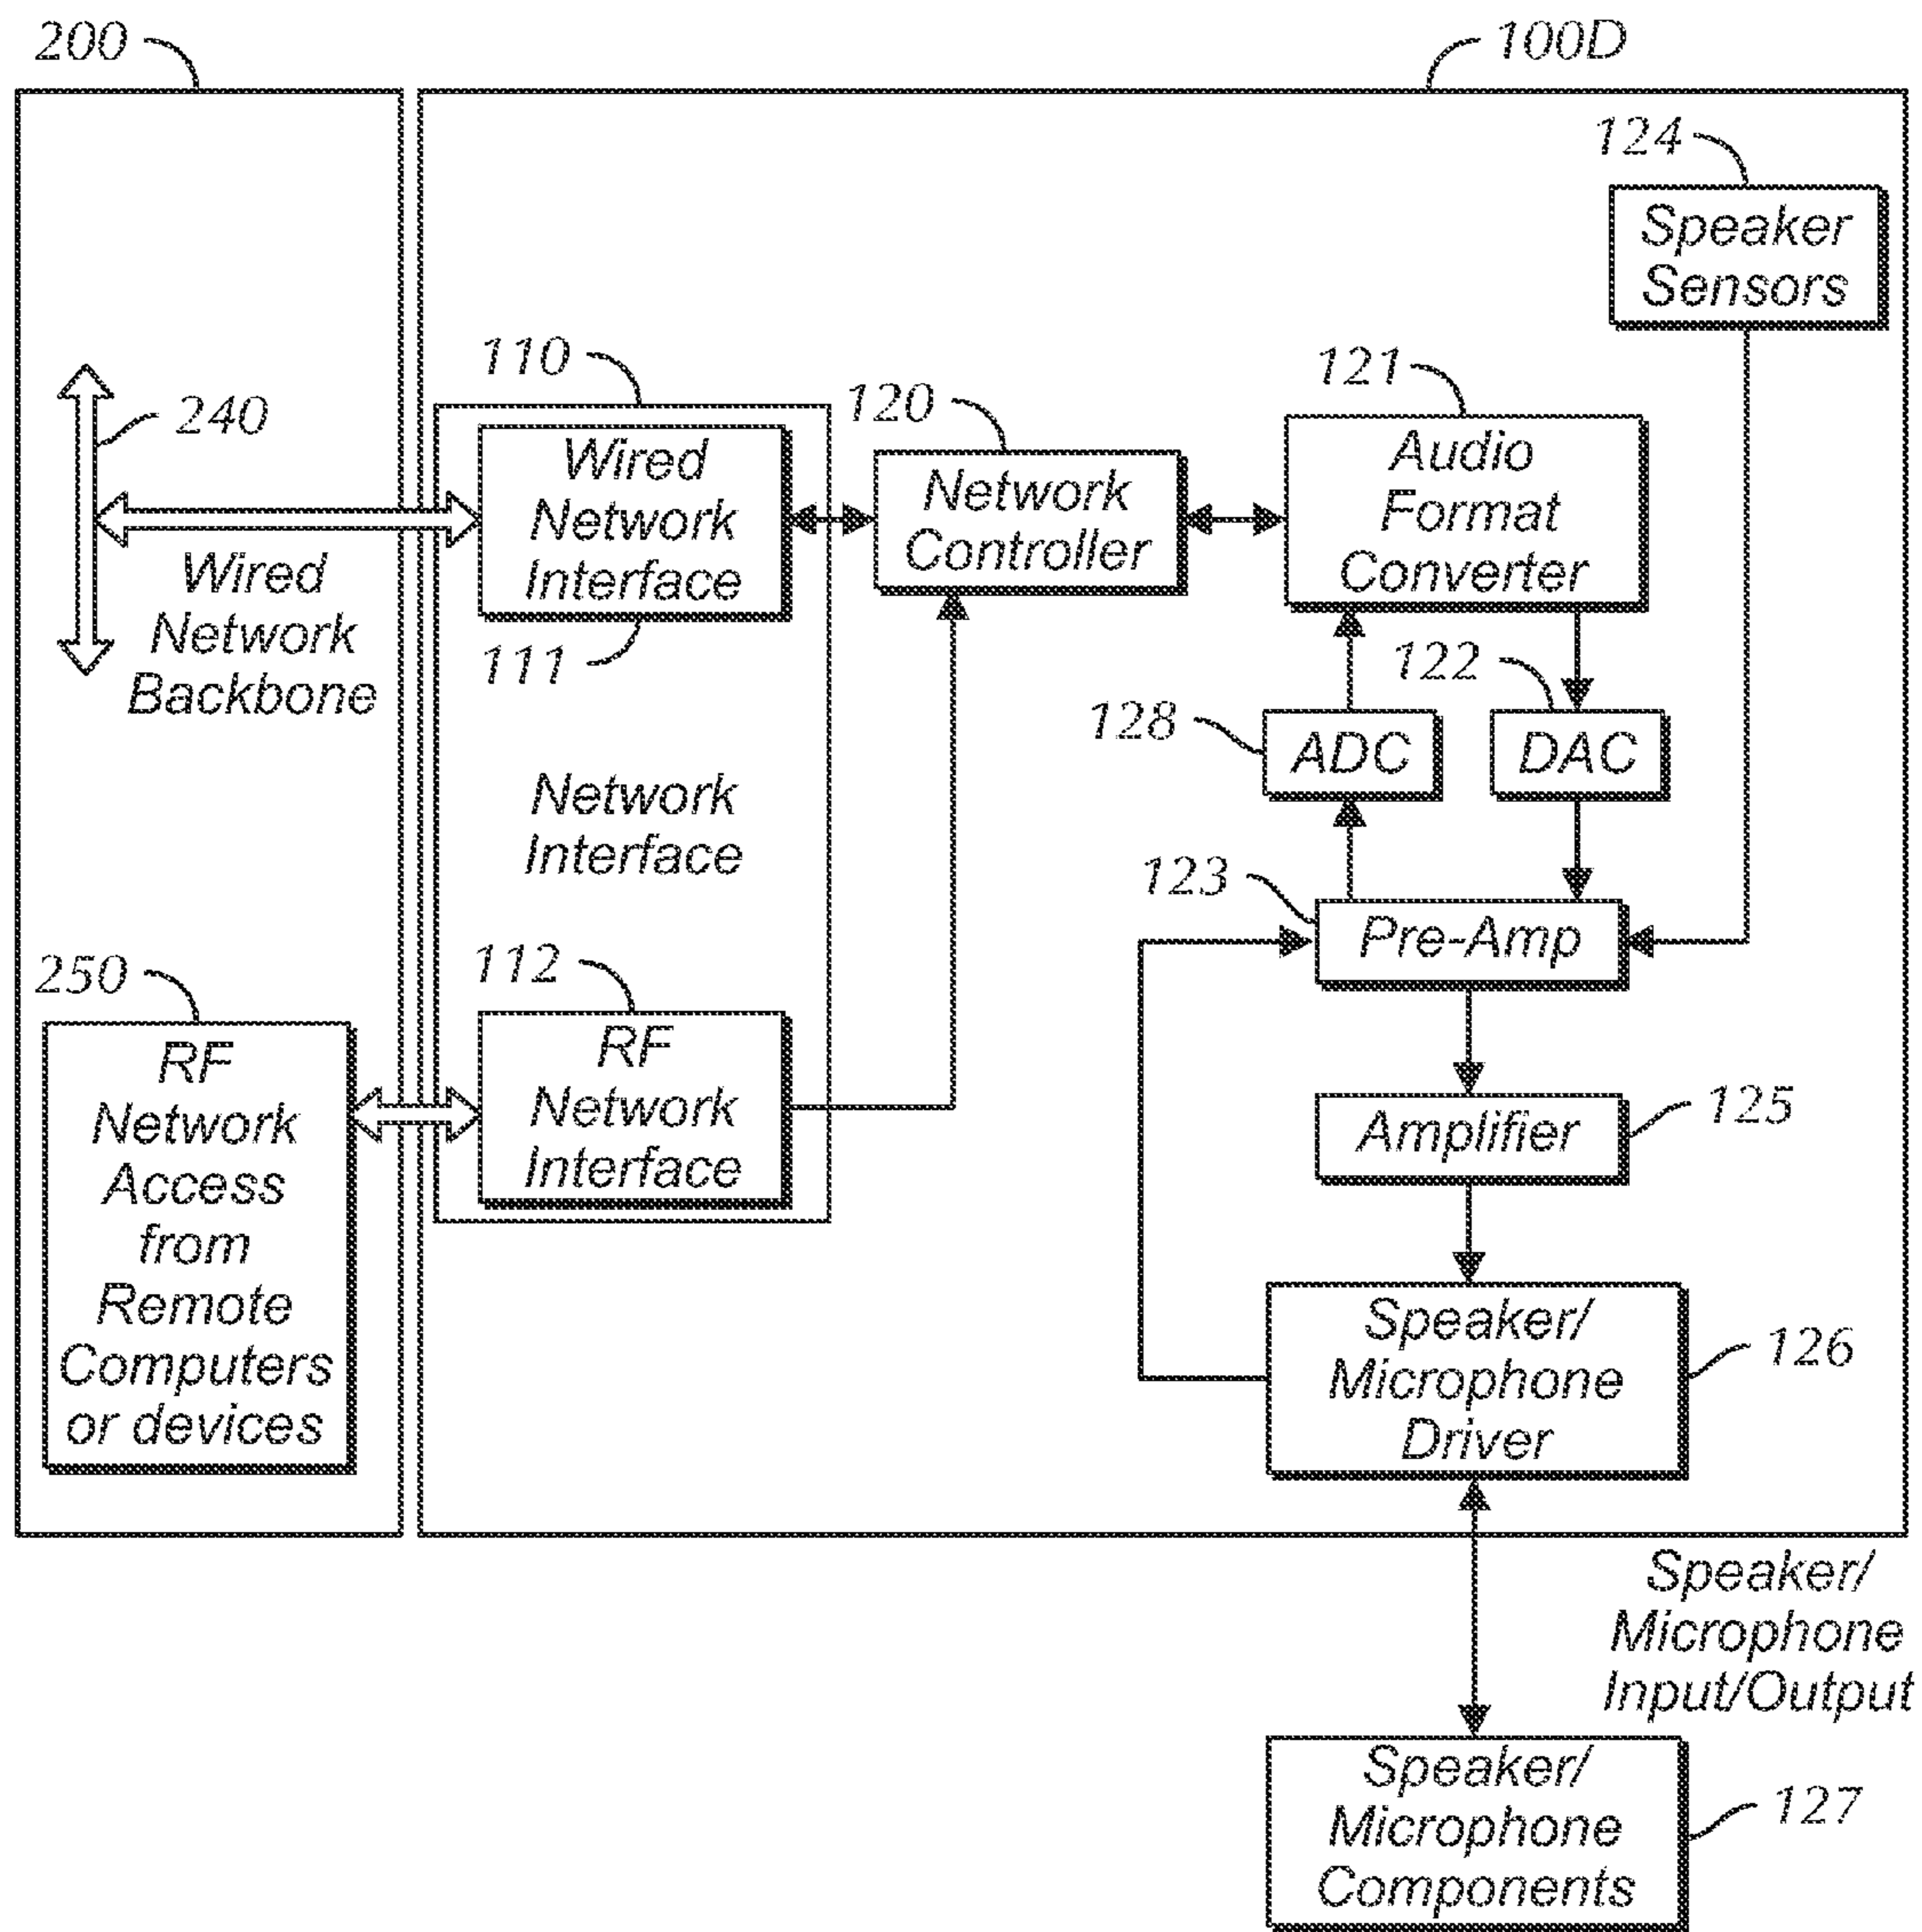 200
100D
124
Speaker
Sensors
110
120
121
240
Wired
Network
Interface
111
Network
Controller
Audio
Format
Converter
Wired
Network
Backbone
122
128
ADC
DAC
Network
Interface
123
Pre-Amp
250
112
RF
Network
Access
from
Remote
Computers
or devices
RF
Network
Interface
Amplifier
125
Speaker/
Microphone
Driver
126
Speaker/
Microphone
Input/Output
Speaker/
Microphone
Components
127